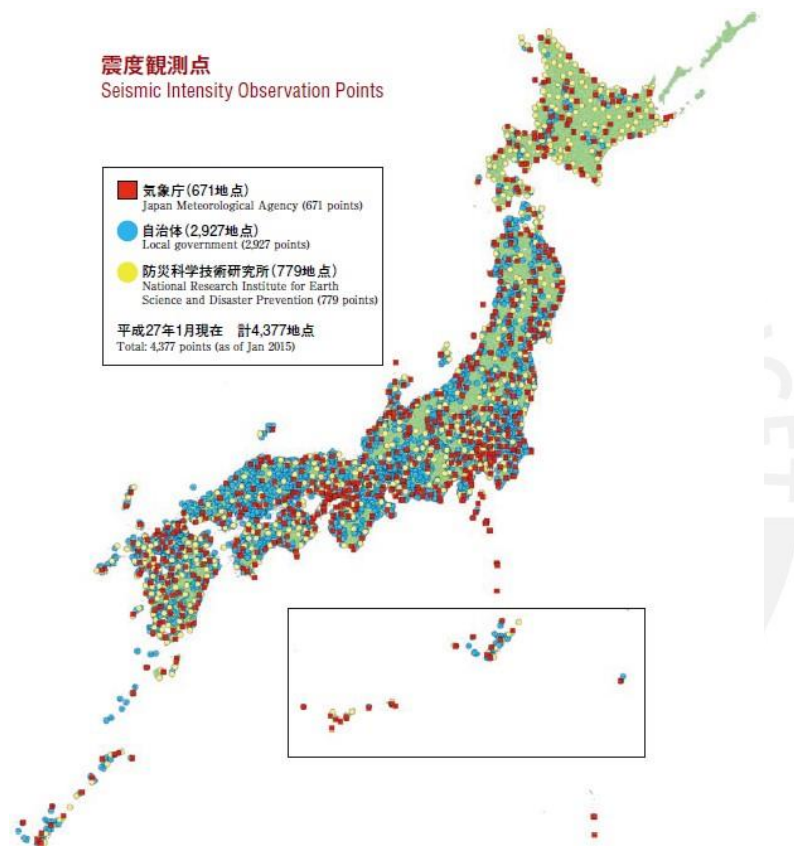 震度観測点
Seismic Intensity Observation Points
気象庁(671地点)
Japan Meteorological Agency (671 points)
自治体(2,927地点)
Local government (2,927 points)
防災科学技術研究所(779地点)
National Research Institute for Earth
Science and Disaster Prevention (779 points)
平成27年1月現在 計4,377地点
Total: 4,377 points (as of Jan 2015)